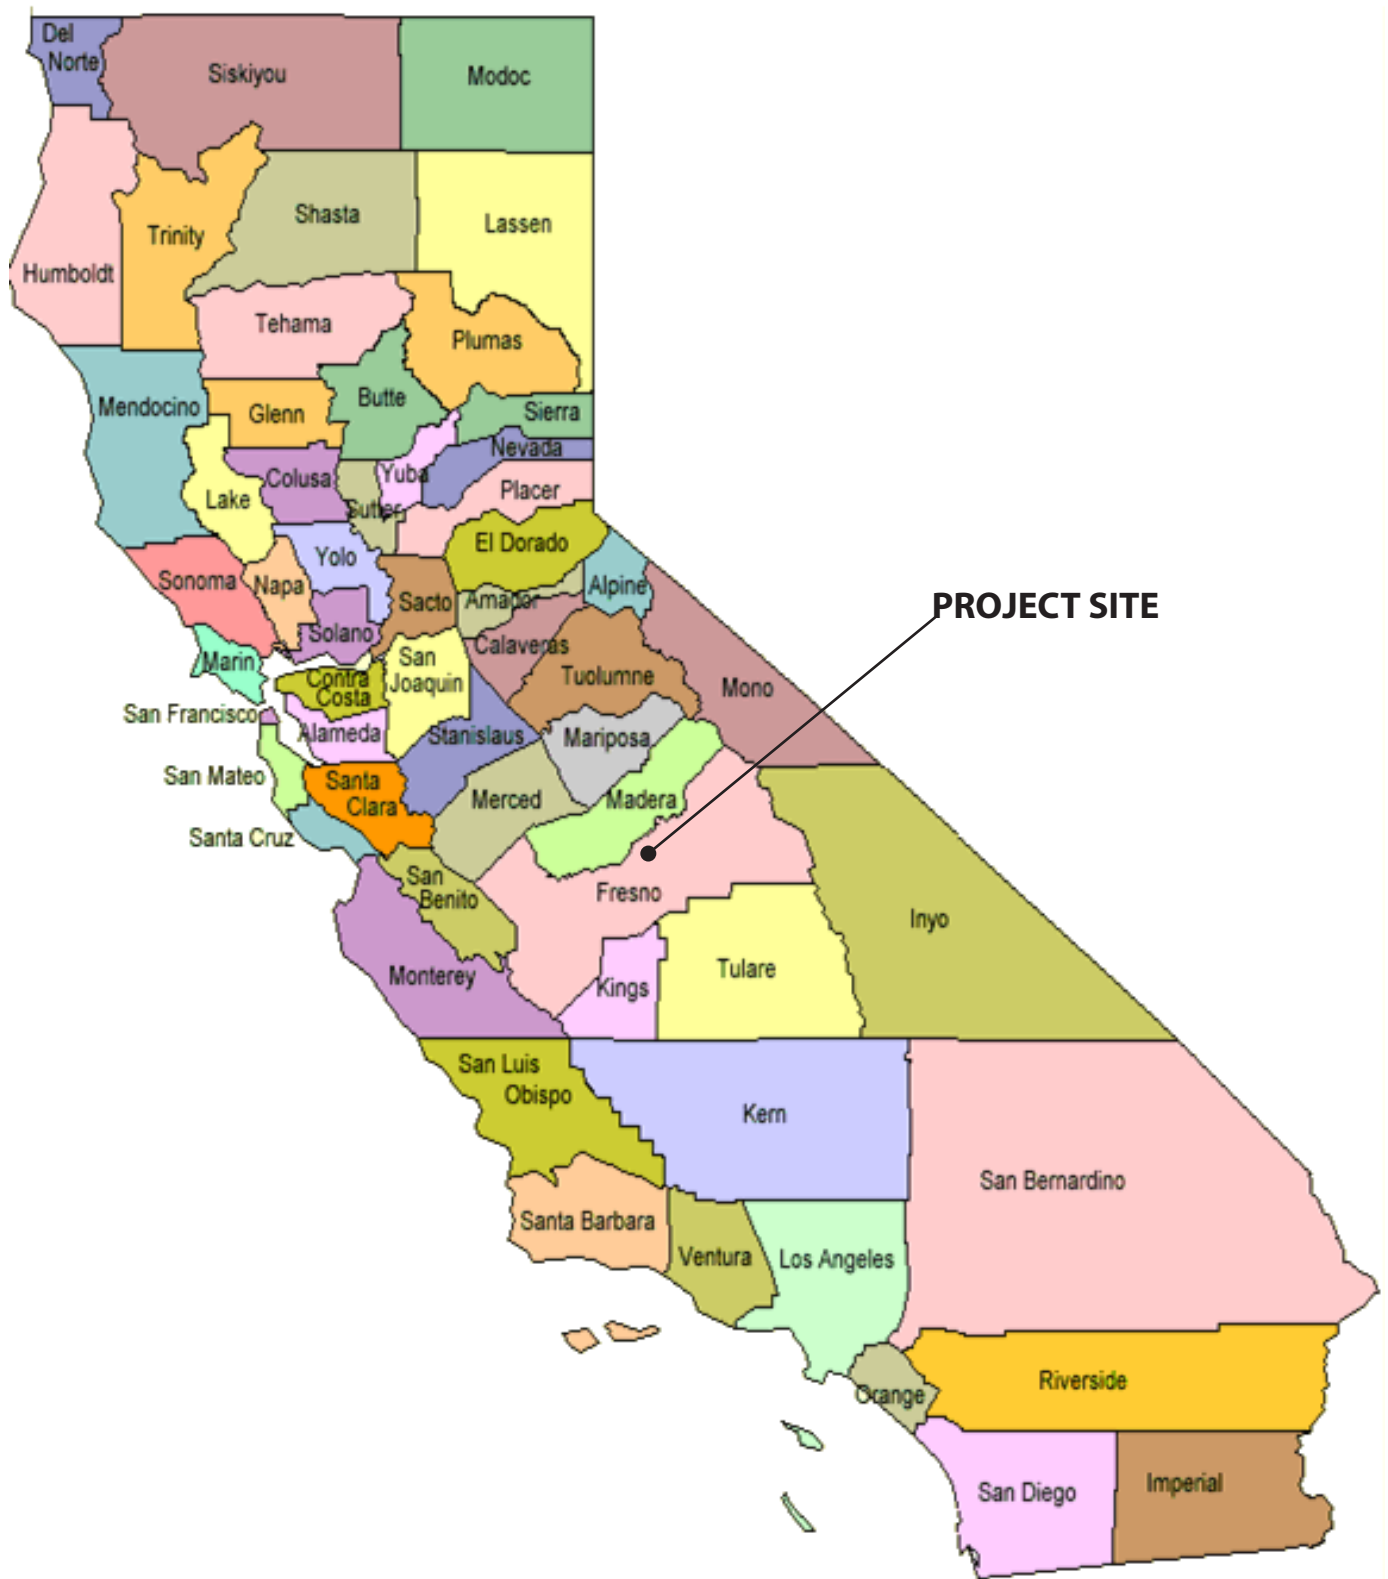 Del
Norte
Siskiyou
Modoc
Shasta
Lassen
Trinity
Humboldt
Tehama
Plumas
Butte
Mendocino
Glenn
Sierra
Nevada
Colusa
Yuba
Placer
Lake
Sutter
El Dorado
Yolo
Sonoma
Napa
Alpine
Sacto
Amador
PROJECT SITE
Solano
Calaveras
Marin
San
Joaquin
Tuolumne
Contra
Costa
Mono
San Francisco
Alameda
Stanislaus
Mariposa
San Mateo
Santa
Clara
Merced
Madera
Santa Cruz
San
Benito
Fresno
Inyo
Monterey
Tulare
Kings
San Luis
Obispo
Kern
San Bernardino
Santa Barbara
Ventura
Los Angeles
Riverside
Orange
San Diego
Imperial